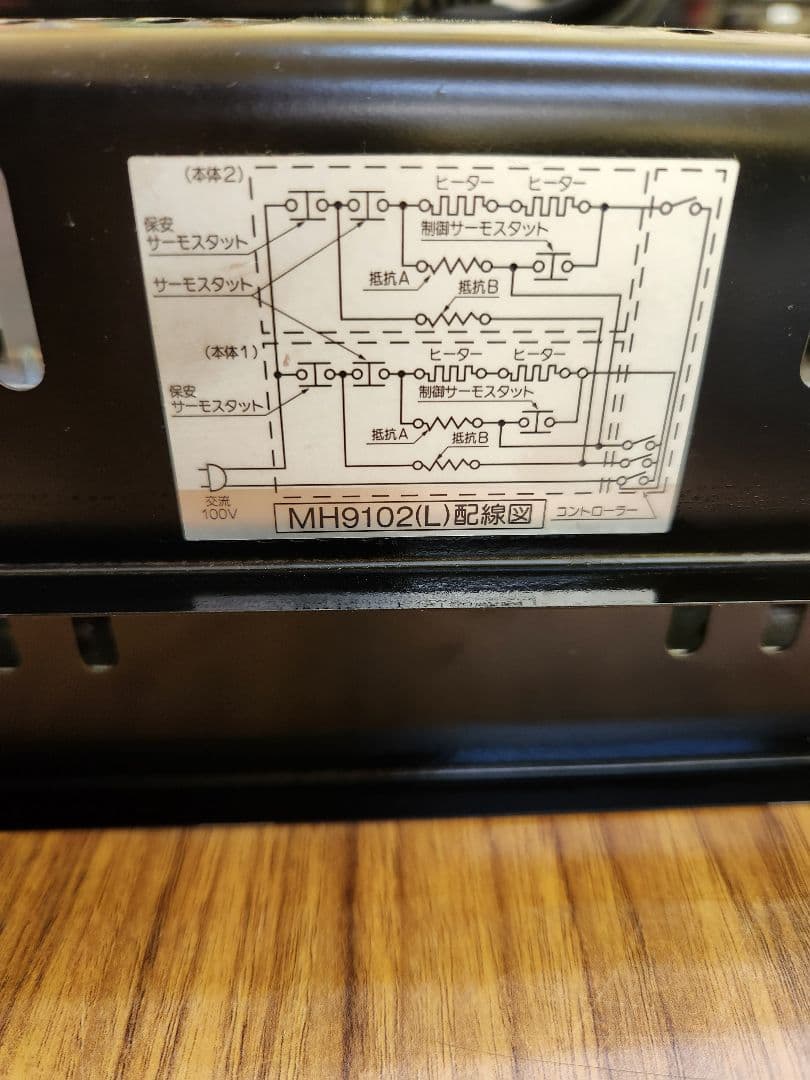 (本体2)
ヒーター ヒーター
保安
サーモスタット
制御サーモスタット
サーモスタット
抵抗A
抵抗B
(本体1)
ヒーター ヒーター
保安
サーモスタット
制御サーモスタット
抵抗A
抵抗B
交流
100V
MH9102(L)配線図
コントローラー